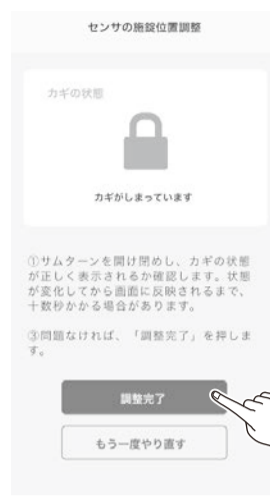 センサの施錠位置調整
カギの状態
カギがしまっています
①サムターンを開け閉めし、カギの状態
が正しく表示されるか確認します。状態
が変化してから画面に反映されるまで、
十数秒かかる場合があります。
③問題なければ、「調整完了」を押しま
す。
調整完了
もう一度やり直す